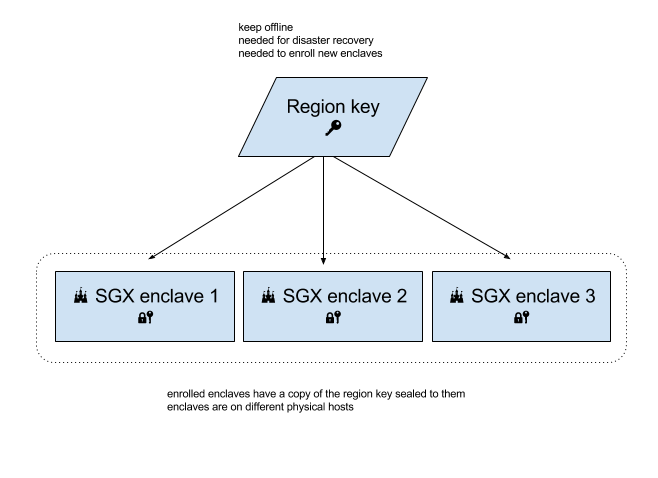 keep offline
needed for disaster recovery
needed to enroll new enclaves
Region key
SGX enclave 1
SGX enclave 2
SGX enclave 3
enrolled enclaves have a copy of the region key sealed to them
enclaves are on different physical hosts